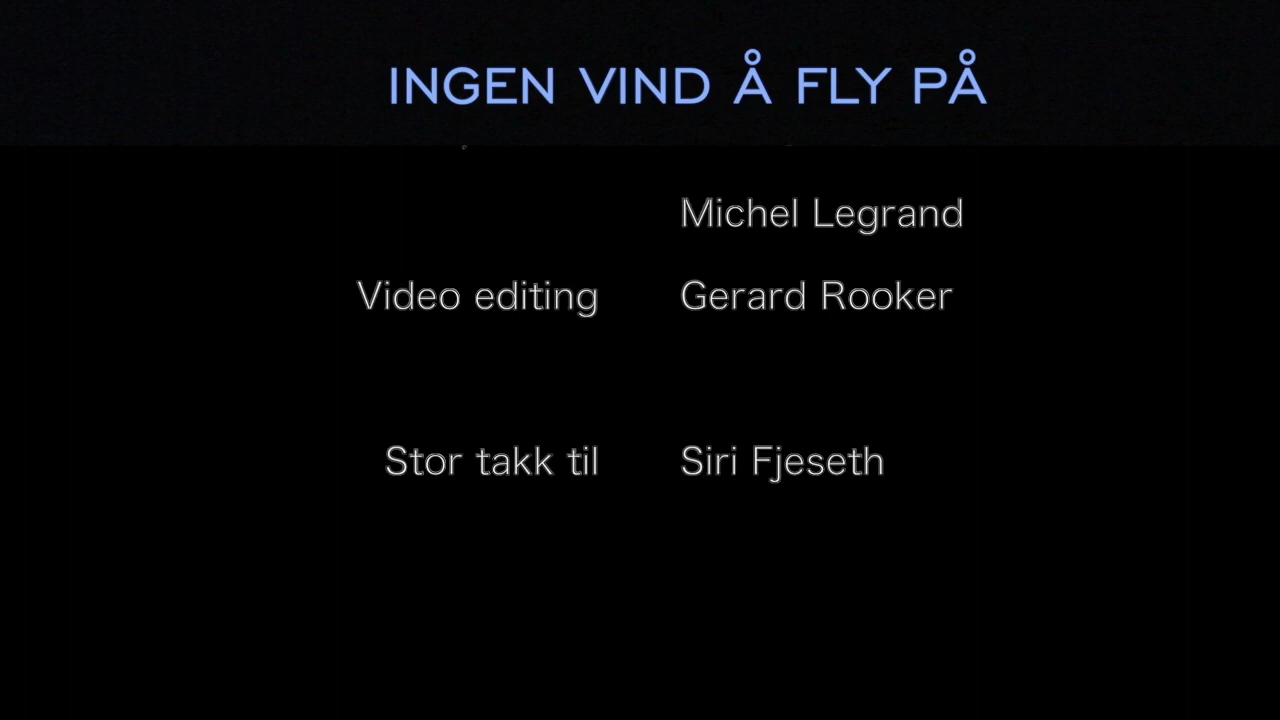 INGEN VIND Å FLY PÅ
Michel Legrand
Video editing Gerard Rooker
Stor takk til Siri Fjeseth